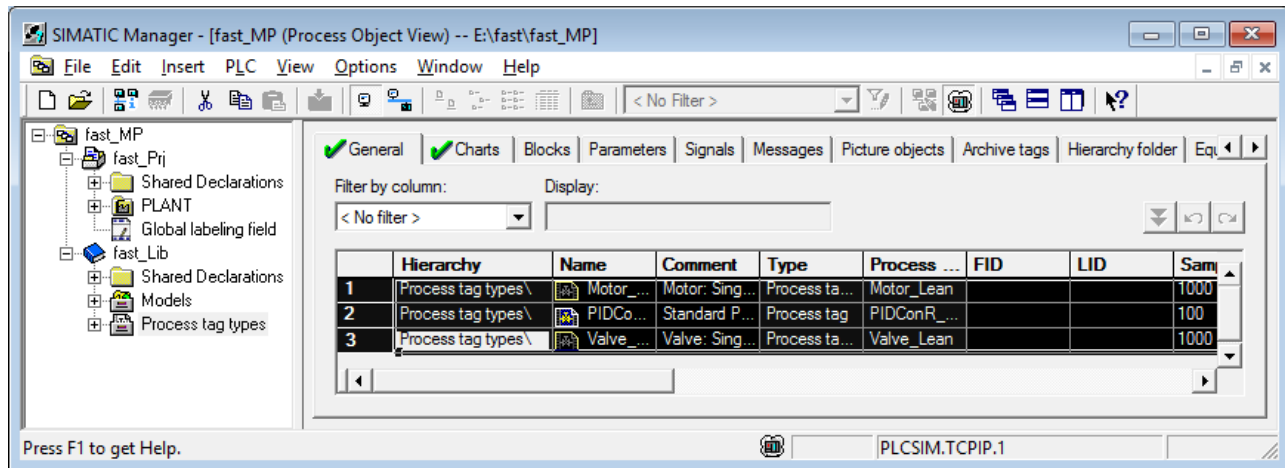 SIMATIC Manager - [fast_MP (Process Object View) -- E:\fast\fast_MP]
File Edit Insert PLC View Options Window Help
< No Filter >
fast_MP
fast_Prj
Shared Declarations
PLANT
Global labeling field
fast_Lib
Shared Declarations
Models
Process tag types
General Charts Blocks Parameters Signals Messages Picture objects Archive tags Hierarchy folder Equ
Filter by column: Display:
< No filter >
Hierarchy Name Comment Type Process ... FID LID Sam
1 Process tag types\ Motor_... Motor: Sing... Process ta... Motor_Lean 1000
2 Process tag types\ PIDCo... Standard P... Process tag PIDConR_... 100
3 Process tag types\ Valve_... Valve: Sing... Process ta... Valve_Lean 1000
Press F1 to get Help. PLCSIM.TCPIP.1